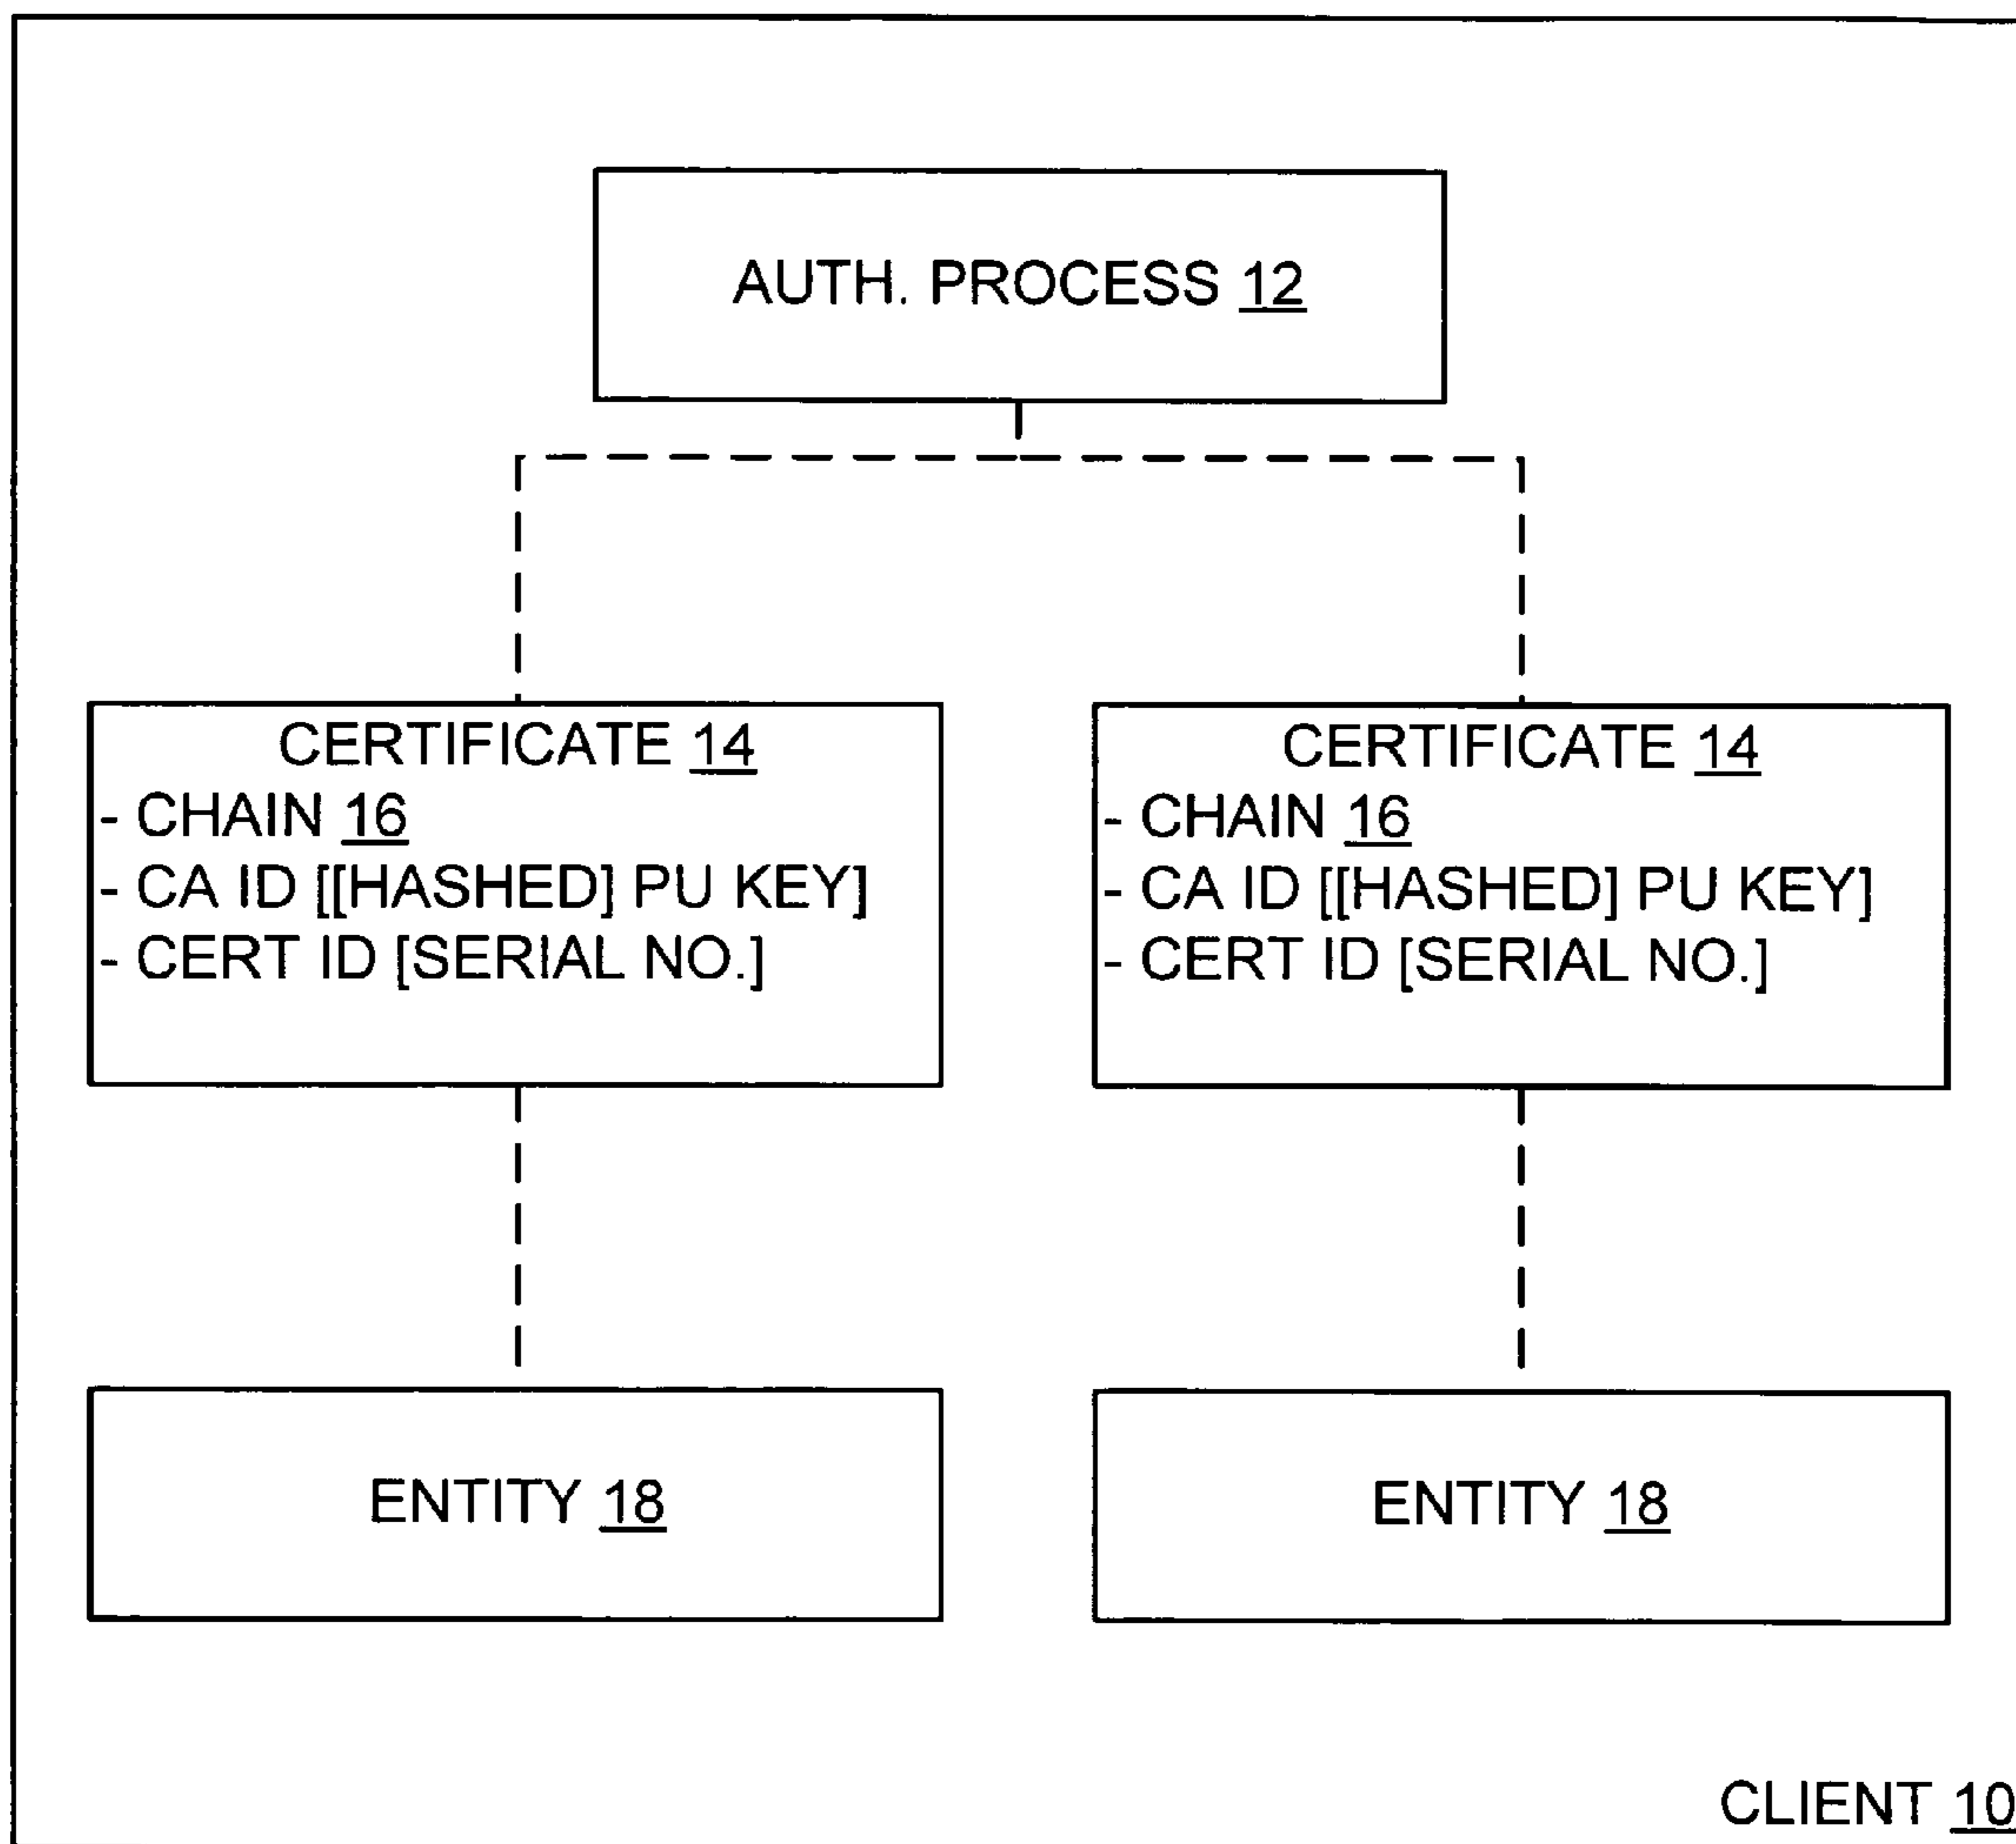 AUTH. PROCESS 12
CERTIFICATE 14
- CHAIN 16
- CA ID [[HASHED] PU KEY]
- CERT ID [SERIAL NO.]
CERTIFICATE 14
- CHAIN 16
- CA ID [[HASHED] PU KEY]
- CERT ID [SERIAL NO.]
ENTITY 18
ENTITY 18
CLIENT 10